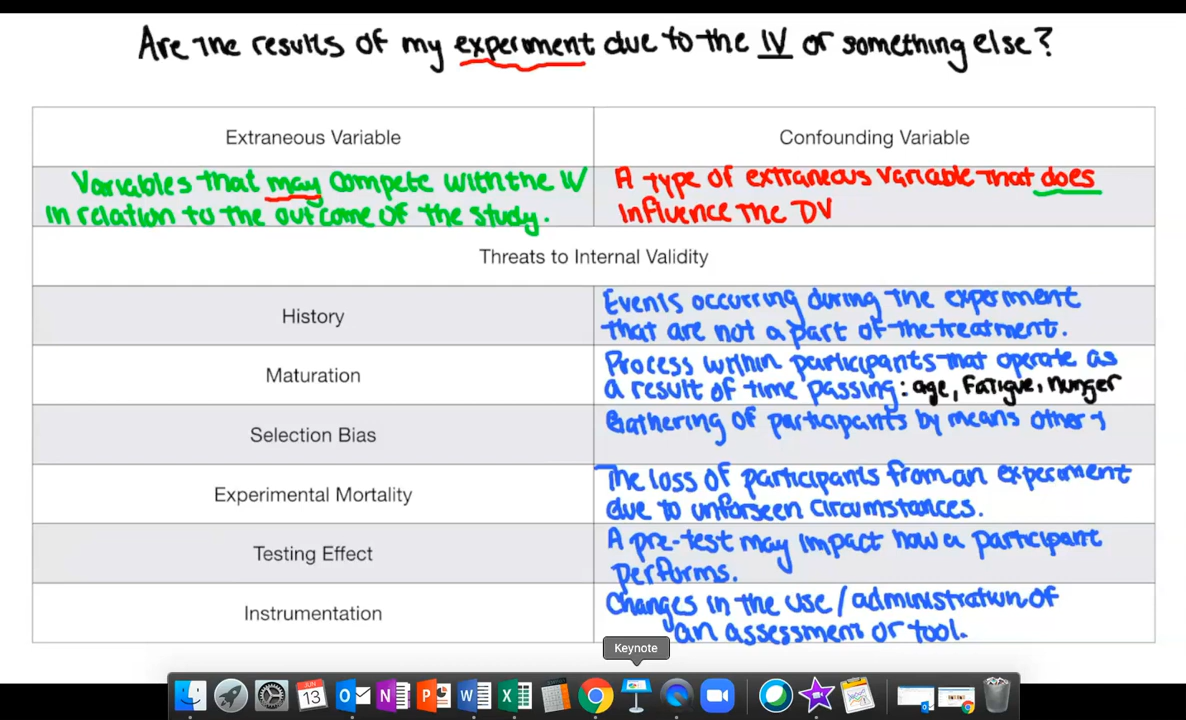 Are the results of my experiment due to the IV or something else?
Extraneous Variable
Confounding Variable
Variables that may compete with the IV
in relation to the outcome of the study.
A type of extraneous variable that does
influence the DV
Threats to Internal Validity
History
Events occurring during the experiment
that are not a part of the treatment.
Maturation
Process within participants that operate as
a result of time passing: age, Fatigue, hunger
Selection Bias
Gathering of participants by means other
Experimental Mortality
The loss of participants from an experiment
due to unforseen circumstances.
Testing Effect
A pre-test may impact how a participant
performs.
Instrumentation
Changes in the use/administration of
an assessment or tool.
Keynote
JUN
13